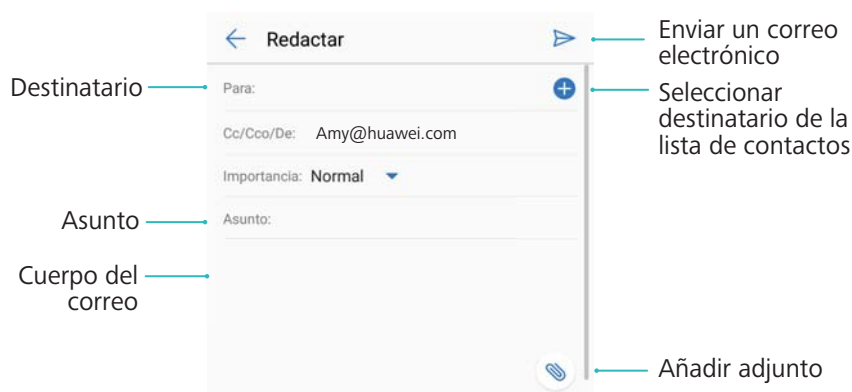 Redactar
Enviar un correo
electrónico
Destinatario
Para:
Seleccionar
destinatario de la
lista de contactos
Cc/Cco/De: Amy@huawei.com
Importancia: Normal
Asunto
Asunto:
Cuerpo del
correo
Añadir adjunto